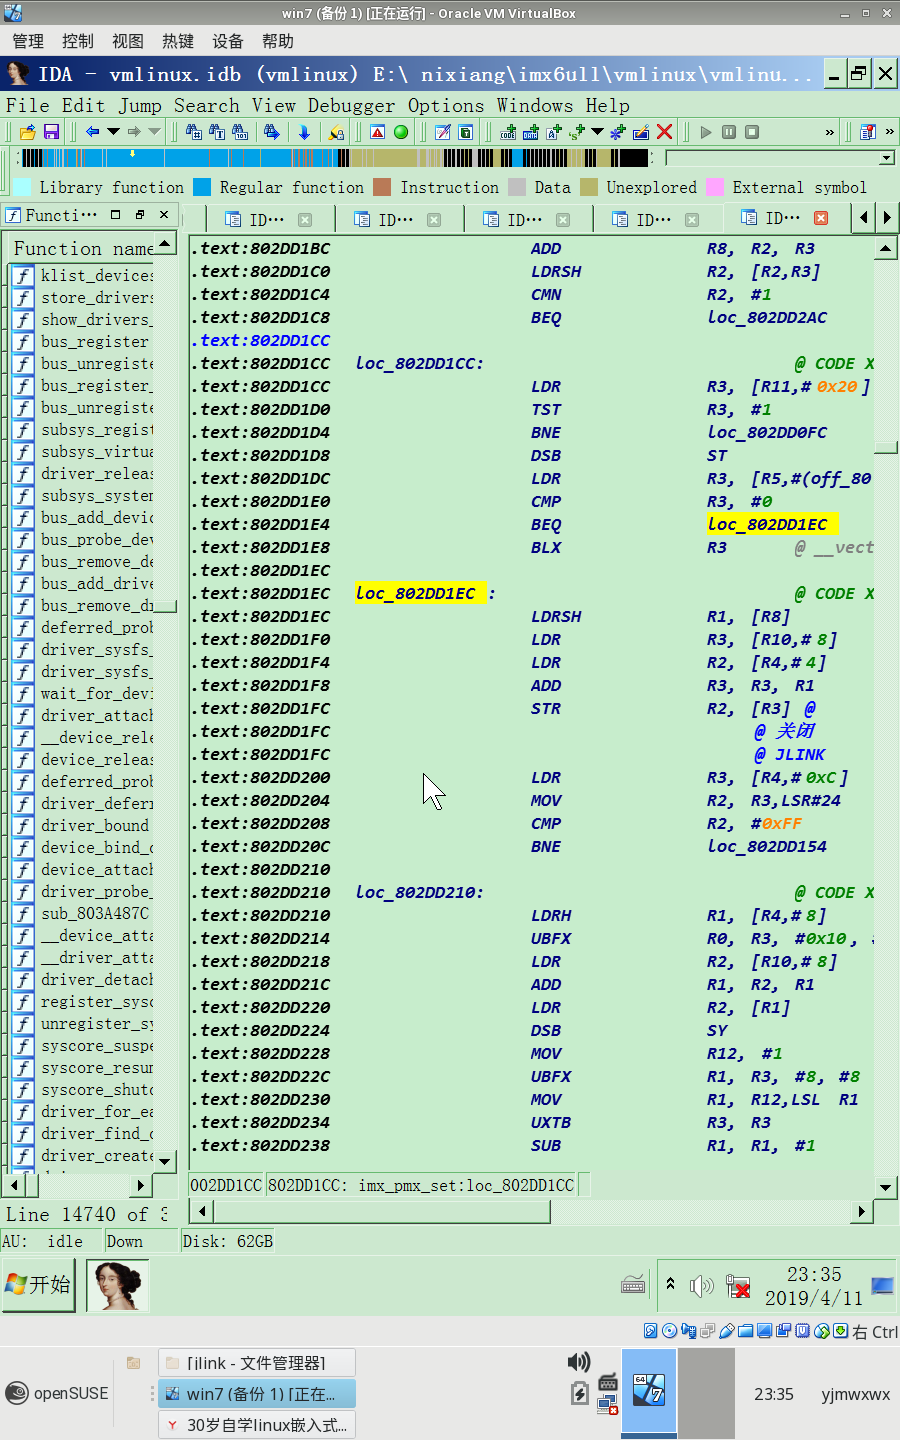 win7 (备份 1) [正在运行] - Oracle VM VirtualBox
管理 控制 视图 热键 设备 帮助
IDA - vmlinux.idb (vmlinux) E:\ nixiang\imx6ull\vmlinux\vmlinu...
File Edit Jump Search View Debugger Options Windows Help
Library function Regular function Instruction Data Unexplored External symbol
Functi... ID... ID... ID... ID... ID...
Function name
klist_devices
store_drivers
show_drivers_
bus_register
bus_unregiste
bus_register_
bus_unregiste
subsys_regist
subsys_virtua
driver_releas
subsys_system
bus_add_devic
bus_probe_dev
bus_remove_de
bus_add_drive
bus_remove_dr
deferred_prob
driver_sysfs_
driver_sysfs_
wait_for_devi
driver_attach
__device_rele
device_releas
deferred_prob
driver_deferr
driver_bound
device_bind_d
device_attach
driver_probe_
sub_803A487C
__device_atta
__driver_atta
driver_detach
register_sysc
unregister_sy
syscore_suspe
syscore_resum
syscore_shutd
driver_for_ea
driver_find_d
driver_create
Line 14740 of 3
.text:802DD1BC ADD R8, R2, R3
.text:802DD1C0 LDRSH R2, [R2,R3]
.text:802DD1C4 CMN R2, #1
.text:802DD1C8 BEQ loc_802DD2AC
.text:802DD1CC
.text:802DD1CC loc_802DD1CC: @ CODE X
.text:802DD1CC LDR R3, [R11,#0x20]
.text:802DD1D0 TST R3, #1
.text:802DD1D4 BNE loc_802DD0FC
.text:802DD1D8 DSB ST
.text:802DD1DC LDR R3, [R5,#(off_80
.text:802DD1E0 CMP R3, #0
.text:802DD1E4 BEQ loc_802DD1EC
.text:802DD1E8 BLX R3 @ __vect
.text:802DD1EC
.text:802DD1EC loc_802DD1EC: @ CODE X
.text:802DD1EC LDRSH R1, [R8]
.text:802DD1F0 LDR R3, [R10,#8]
.text:802DD1F4 LDR R2, [R4,#4]
.text:802DD1F8 ADD R3, R3, R1
.text:802DD1FC STR R2, [R3] @
.text:802DD1FC @ 关闭
.text:802DD1FC @ JLINK
.text:802DD200 LDR R3, [R4,#0xC]
.text:802DD204 MOV R2, R3,LSR#24
.text:802DD208 CMP R2, #0xFF
.text:802DD20C BNE loc_802DD154
.text:802DD210
.text:802DD210 loc_802DD210: @ CODE X
.text:802DD210 LDRH R1, [R4,#8]
.text:802DD214 UBFX R0, R3, #0x10,
.text:802DD218 LDR R2, [R10,#8]
.text:802DD21C ADD R1, R2, R1
.text:802DD220 LDR R2, [R1]
.text:802DD224 DSB SY
.text:802DD228 MOV R12, #1
.text:802DD22C UBFX R1, R3, #8, #8
.text:802DD230 MOV R1, R12,LSL R1
.text:802DD234 UXTB R3, R3
.text:802DD238 SUB R1, R1, #1
002DD1CC 802DD1CC: imx_pmx_set:loc_802DD1CC
AU: idle Down Disk: 62GB
开始
23:35
2019/4/11
右 Ctrl
openSUSE
[jlink - 文件管理器]
win7 (备份 1) [正在...
30岁自学linux嵌入式...
64
7
23:35 yjmwxwx